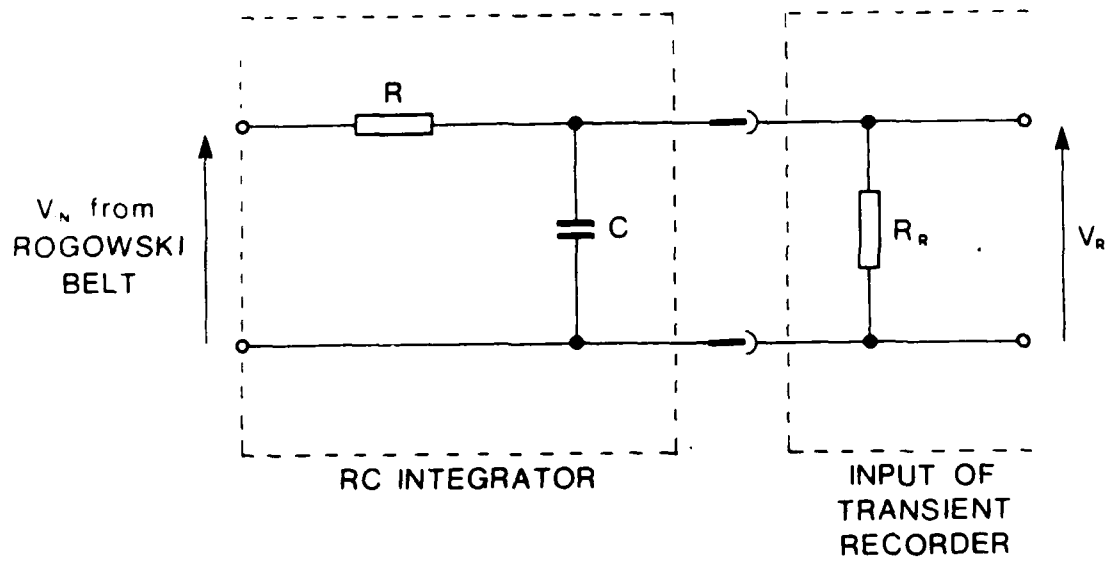 R
V_N from
ROGOWSKI
BELT
C
R_R
V_R
RC INTEGRATOR
INPUT OF
TRANSIENT
RECORDER